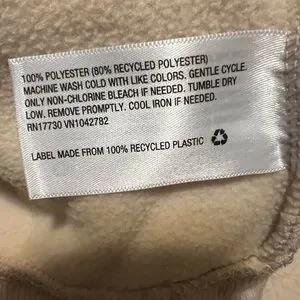 100% POLYESTER (80% RECYCLED POLYESTER)
MACHINE WASH COLD WITH LIKE COLORS. GENTLE CYCLE.
ONLY NON-CHLORINE BLEACH IF NEEDED. TUMBLE DRY
LOW. REMOVE PROMPTLY. COOL IRON IF NEEDED.
RN17730 VN1042782
LABEL MADE FROM 100% RECYCLED PLASTIC